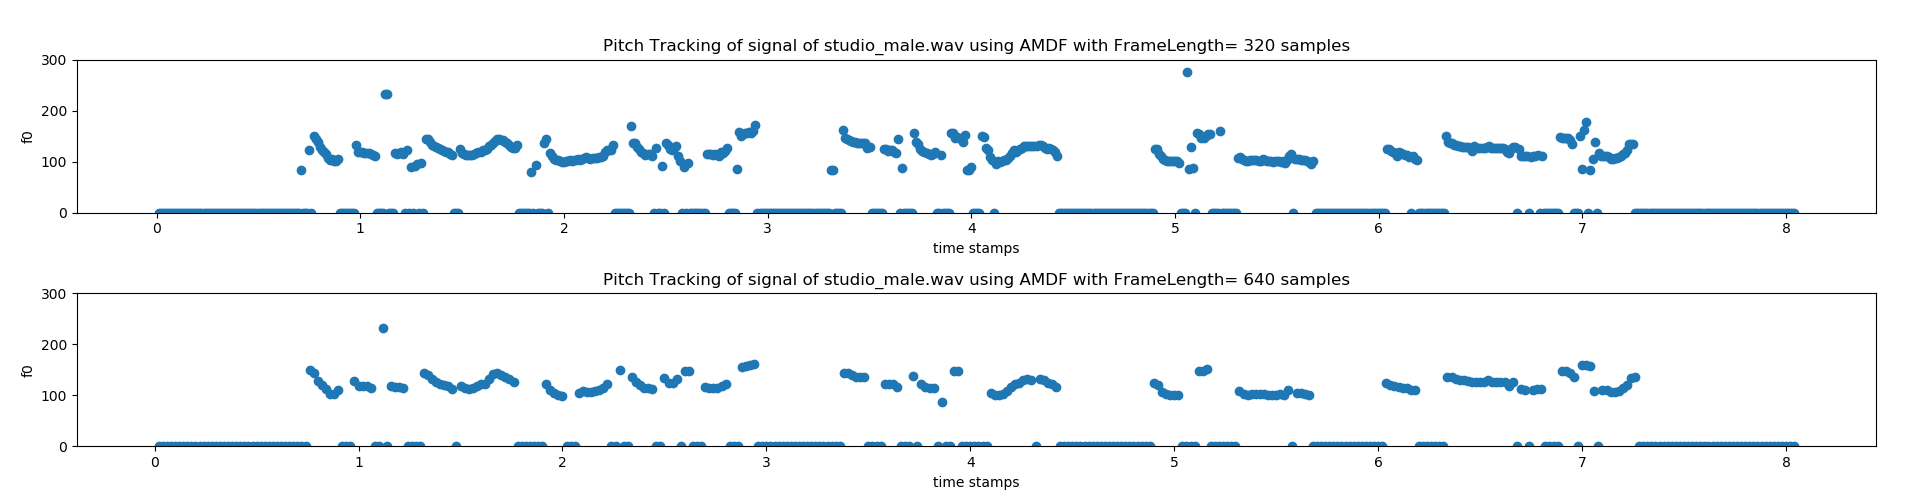 Pitch Tracking of signal of studio_male.wav using AMDF with FrameLength= 320 samples
300
200
100
0
f0
0 1 2 3 4 5 6 7 8
time stamps
Pitch Tracking of signal of studio_male.wav using AMDF with FrameLength= 640 samples
300
200
100
0
f0
0 1 2 3 4 5 6 7 8
time stamps